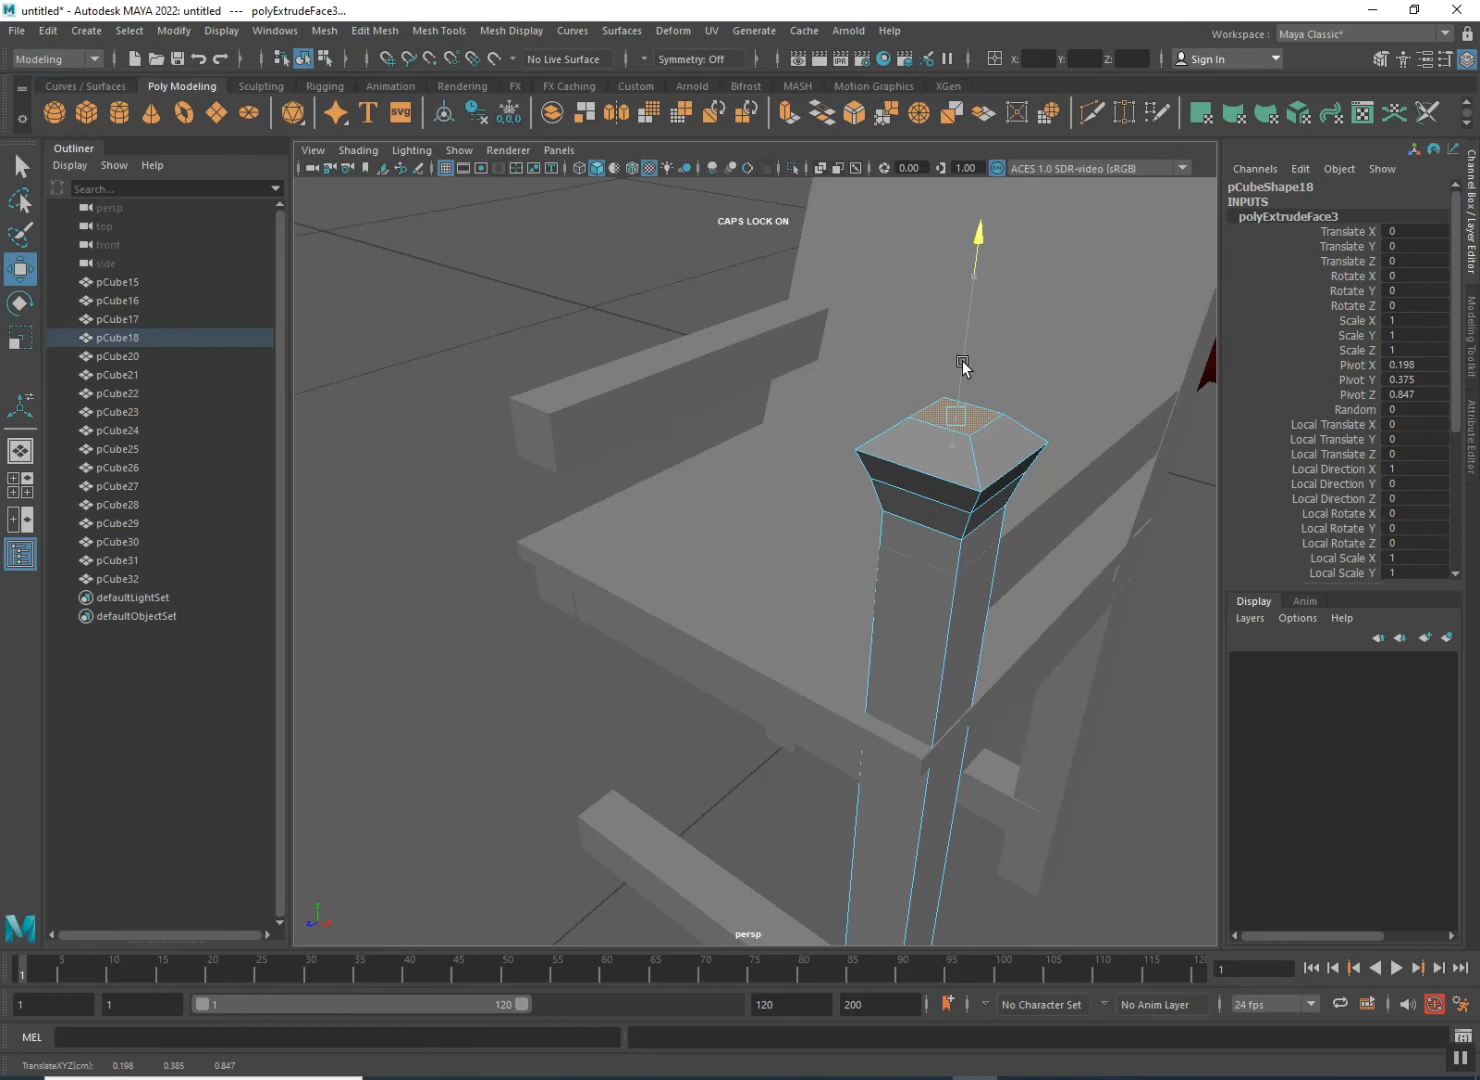 untitled* - Autodesk MAYA 2022: untitled --- polyExtrudeFace3...
File Edit Create Select Modify Display Windows Mesh Edit Mesh Mesh Tools Mesh Display Curves Surfaces Deform UV Generate Cache Arnold Help
Workspace : Maya Classic*
Modeling No Live Surface Symmetry: Off X: Y: Z: Sign In
Curves / Surfaces Poly Modeling Sculpting Rigging Animation Rendering FX FX Caching Custom Arnold Bifrost MASH Motion Graphics XGen
Outliner
Display Show Help
Search...
persp
top
front
side
pCube15
pCube16
pCube17
pCube18
pCube20
pCube21
pCube22
pCube23
pCube24
pCube25
pCube26
pCube27
pCube28
pCube29
pCube30
pCube31
pCube32
defaultLightSet
defaultObjectSet
View Shading Lighting Show Renderer Panels
0.00 1.00 ACES 1.0 SDR-video (sRGB)
CAPS LOCK ON
persp
Channels Edit Object Show
pCubeShape18
INPUTS
polyExtrudeFace3
Translate X 0
Translate Y 0
Translate Z 0
Rotate X 0
Rotate Y 0
Rotate Z 0
Scale X 1
Scale Y 1
Scale Z 1
Pivot X 0.198
Pivot Y 0.375
Pivot Z 0.847
Random 0
Local Translate X 0
Local Translate Y 0
Local Translate Z 0
Local Direction X 1
Local Direction Y 0
Local Direction Z 0
Local Rotate X 0
Local Rotate Y 0
Local Rotate Z 0
Local Scale X 1
Local Scale Y 1
Display Anim
Layers Options Help
Channel Box / Layer Editor
Modeling Toolkit
Attribute Editor
1 5 10 15 20 25 30 35 40 45 50 55 60 65 70 75 80 85 90 95 100 105 110 115 12
1
1 1 1 120 120 200 No Character Set No Anim Layer 24 fps
MEL
TranslateXYZ(cm): 0.198 0.385 0.847